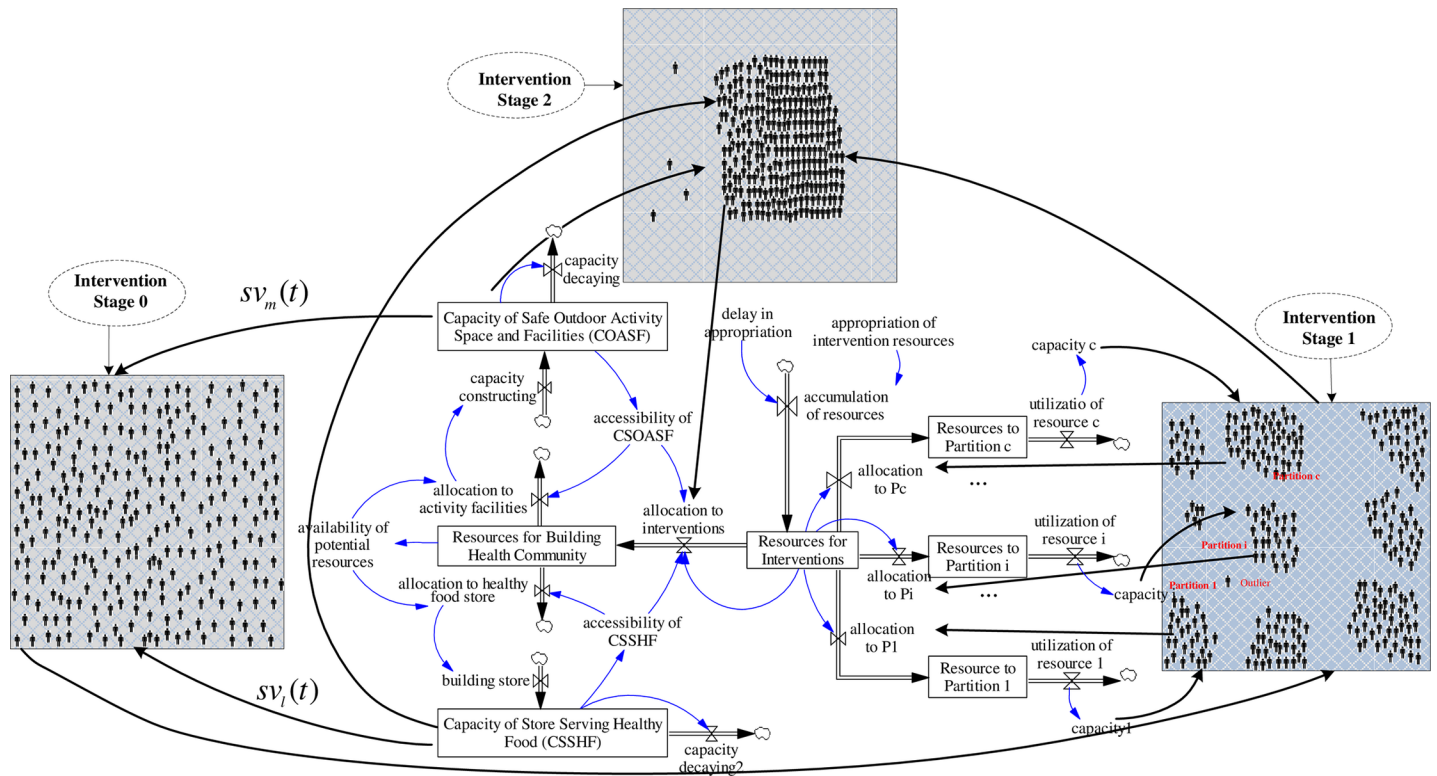 Intervention
Stage 2
Intervention
Stage 0
sv_m(t)
capacity
decaying
Capacity of Safe Outdoor Activity
Space and Facilities (COASF)
delay in
appropriation
appropriation of
intervention resources
Intervention
Stage 1
capacity c
capacity
constructing
accumulation
of resources
accessibility of
CSOASF
utilizatio of
resource c
Resources to
Partition c
Partition c
allocation
to Pc
...
allocation to
activity facilities
allocation to
interventions
availability of
potential
resources
Resources for Building
Health Community
Resources for
Interventions
Resources to
Partition i
utilization of
resource i
Partition i
allocation
to Pi
...
capacity i
Partition 1
Outlier
allocation to healthy
food store
accessibility of
CSSHF
allocation
to P1
utilization of
resource 1
Resource to
Partition 1
building store
sv_l(t)
Capacity of Store Serving Healthy
Food (CSSHF)
capacity
decaying2
capacity1